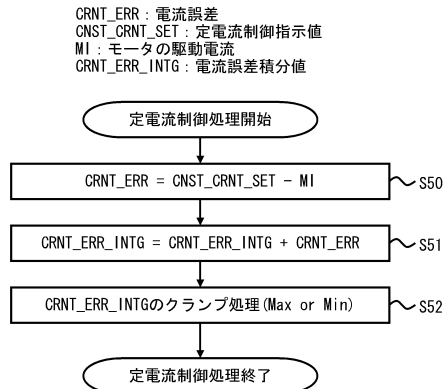 CRNT_ERR：電流誤差
CNST_CRNT_SET：定電流制御指示値
MI：モータの駆動電流
CRNT_ERR_INTG：電流誤差積分値
定電流制御処理開始
CRNT_ERR = CNST_CRNT_SET － MI
S50
CRNT_ERR_INTG = CRNT_ERR_INTG + CRNT_ERR
S51
CRNT_ERR_INTGのクランプ処理(Max or Min)
S52
定電流制御処理終了